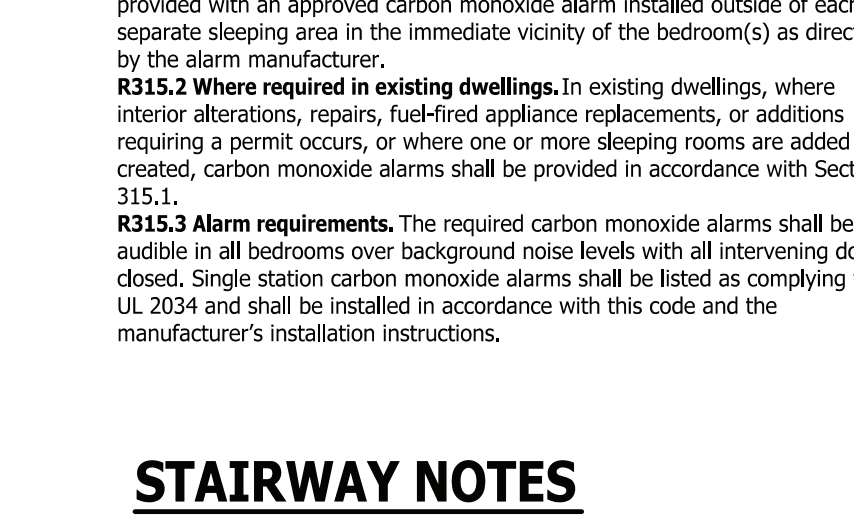 provided with an approved carbon monoxide alarm installed outside of each
separate sleeping area in the immediate vicinity of the bedroom(s) as direc
by the alarm manufacturer.
R315.2 Where required in existing dwellings. In existing dwellings, where
interior alterations, repairs, fuel-fired appliance replacements, or additions
requiring a permit occurs, or where one or more sleeping rooms are added
created, carbon monoxide alarms shall be provided in accordance with Sect
315.1.
R315.3 Alarm requirements. The required carbon monoxide alarms shall be
audible in all bedrooms over background noise levels with all intervening do
closed. Single station carbon monoxide alarms shall be listed as complying
UL 2034 and shall be installed in accordance with this code and the
manufacturer's installation instructions.
STAIRWAY NOTES